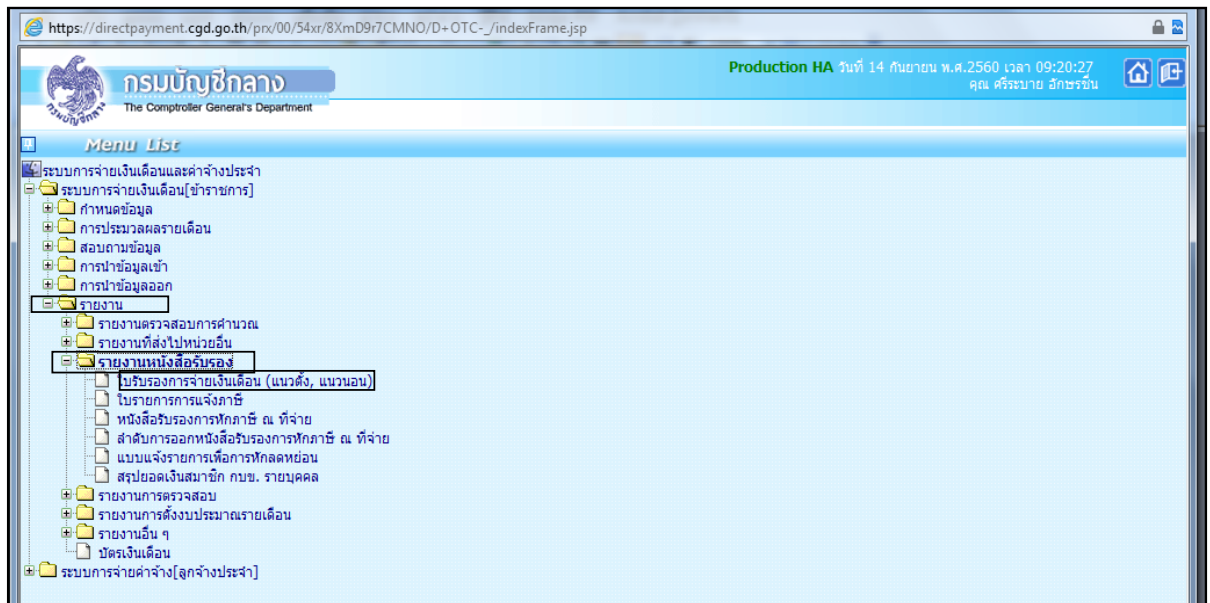 https://directpayment.cgd.go.th/prx/00/54xr/8XmD9r7CMNO/D+OTC-_/indexFrame.jsp
กรมบัญชีกลาง
The Comptroller General's Department
Production HA วันที่ 14 กันยายน พ.ศ.2560 เวลา 09:20:27
คุณ ศรีระบาย อักษรชื่น
Menu List
ระบบการจ่ายเงินเดือนและค่าจ้างประจำ
ระบบการจ่ายเงินเดือน[ข้าราชการ]
กำหนดข้อมูล
การประมวลผลรายเดือน
สอบถามข้อมูล
การนำข้อมูลเข้า
การนำข้อมูลออก
รายงาน
รายงานตรวจสอบการคำนวณ
รายงานที่ส่งไปหน่วยอื่น
รายงานหนังสือรับรอง
ใบรับรองการจ่ายเงินเดือน (แนวตั้ง, แนวนอน)
ใบรายการการแจ้งภาษี
หนังสือรับรองการหักภาษี ณ ที่จ่าย
ลำดับการออกหนังสือรับรองการหักภาษี ณ ที่จ่าย
แบบแจ้งรายการเพื่อการหักลดหย่อน
สรุปยอดเงินสมาชิก กบข. รายบุคคล
รายงานการตรวจสอบ
รายงานการตั้งงบประมาณรายเดือน
รายงานอื่น ๆ
บัตรเงินเดือน
ระบบการจ่ายค่าจ้าง[ลูกจ้างประจำ]